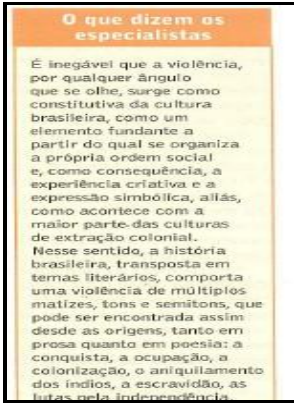 O que dizem os
especialistas
É inegável que a violência,
por qualquer ângulo
que se olhe, surge como
constitutiva da cultura
brasileira, como um
elemento fundante a
partir do qual se organiza
a própria ordem social
e, como consequência, a
experiência criativa e a
expressão simbólica, aliás,
como acontece com a
maior parte das culturas
de extração colonial.
Nesse sentido, a história
brasileira, transposta em
temas literários, comporta
uma violência de múltiplos
matizes, tons e semitons, que
pode ser encontrada assim
desde as origens, tanto em
prosa quanto em poesia: a
conquista, a ocupação, a
colonização, o aniquilamento
dos índios, a escravidão, as
lutas pela independência,